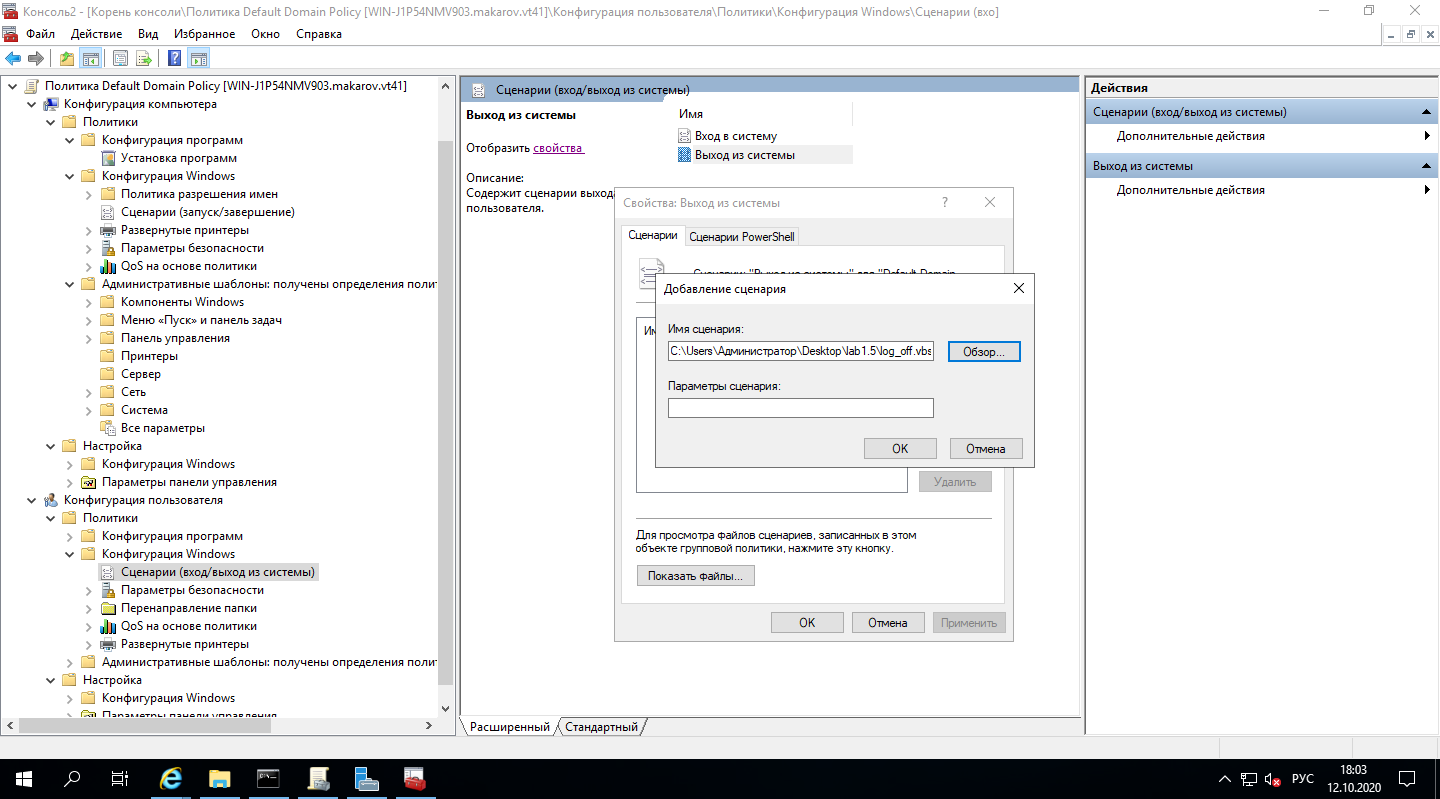 Консоль2 - [Корень консоли\Политика Default Domain Policy [WIN-J1P54NMV903.makarov.vt41]\Конфигурация пользователя\Политики\Конфигурация Windows\Сценарии (вхо]
Файл Действие Вид Избранное Окно Справка
Политика Default Domain Policy [WIN-J1P54NMV903.makarov.vt41]
Конфигурация компьютера
Политики
Конфигурация программ
Установка программ
Конфигурация Windows
Политика разрешения имен
Сценарии (запуск/завершение)
Развернутые принтеры
Параметры безопасности
QoS на основе политики
Административные шаблоны: получены определения поли
Компоненты Windows
Меню «Пуск» и панель задач
Панель управления
Принтеры
Сервер
Сеть
Система
Все параметры
Настройка
Конфигурация Windows
Параметры панели управления
Конфигурация пользователя
Политики
Конфигурация программ
Конфигурация Windows
Сценарии (вход/выход из системы)
Параметры безопасности
Перенаправление папки
QoS на основе политики
Развернутые принтеры
Административные шаблоны: получены определения поли
Настройка
Конфигурация Windows
Параметры панели управления
Сценарии (вход/выход из системы)
Выход из системы
Отобразить свойства
Описание:
Содержит сценарии выхода
пользователя.
Имя
Вход в систему
Выход из системы
Свойства: Выход из системы
?
Сценарии Сценарии PowerShell
Сценарии: "Выход из системы" для "Default Domain
Добавление сценария
Имя сценария:
C:\Users\Администратор\Desktop\lab1.5\log_off.vbs
Обзор...
Параметры сценария:
OK Отмена
Удалить
Для просмотра файлов сценариев, записанных в этом
объекте групповой политики, нажмите эту кнопку.
Показать файлы...
OK Отмена Применить
Расширенный Стандартный
Действия
Сценарии (вход/выход из системы)
Дополнительные действия
Выход из системы
Дополнительные действия
РУС
18:03
12.10.2020